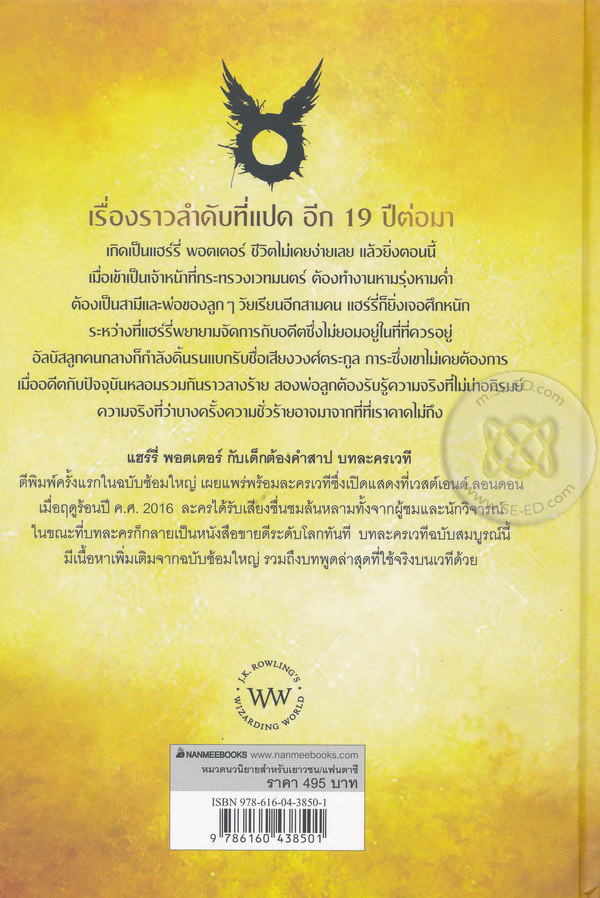 เรื่องราวลำดับที่แปด อีก 19 ปีต่อมา
เกิดเป็นแฮร์รี่ พอตเตอร์ ชีวิตไม่เคยง่ายเลย แล้วยิ่งตอนนี้
เมื่อเข้าเป็นเจ้าหน้าที่กระทรวงเวทมนตร์ ต้องทำงานหามรุ่งหามค่ำ
ต้องเป็นสามีและพ่อของลูก ๆ วัยเรียนอีกสามคน แฮร์รี่ก็ยิ่งเจอศึกหนัก
ระหว่างที่แฮร์รี่พยายามจัดการกับอดีตซึ่งไม่ยอมอยู่ในที่ที่ควรอยู่
อัลบัสลูกคนกลางก็กำลังดิ้นรนแบกรับชื่อเสียงวงศ์ตระกูล ภาระซึ่งเขาไม่เคยต้องการ
เมื่ออดีตกับปัจจุบันหลอมรวมกันราวลางร้าย สองพ่อลูกต้องรับรู้ความจริงที่ไม่น่าอภิรมย์
ความจริงที่ว่าบางครั้งความชั่วร้ายอาจมาจากที่ที่เราคาดไม่ถึง
แฮร์รี่ พอตเตอร์ กับเด็กต้องคำสาป บทละครเวที
ตีพิมพ์ครั้งแรกในฉบับซ้อมใหญ่ เผยแพร่พร้อมละครเวทีซึ่งเปิดแสดงที่เวสต์เอนด์ ลอนดอน
เมื่อฤดูร้อนปี ค.ศ. 2016 ละครได้รับเสียงชื่นชมล้นหลามทั้งจากผู้ชมและนักวิจารณ์
ในขณะที่บทละครก็กลายเป็นหนังสือขายดีระดับโลกทันที บทละครเวทีฉบับสมบูรณ์นี้
มีเนื้อหาเพิ่มเติมจากฉบับซ้อมใหญ่ รวมถึงบทพูดล่าสุดที่ใช้จริงบนเวทีด้วย
m-SE-ED.com
m-SE-ED.com
J.K. ROWLING'S
WW
WIZARDING WORLD
NANMEEBOOKS www.nanmeebooks.com
หมวดนวนิยายสำหรับเยาวชน/แฟนตาซี
ราคา 495 บาท
ISBN 978-616-04-3850-1
9 786160 438501